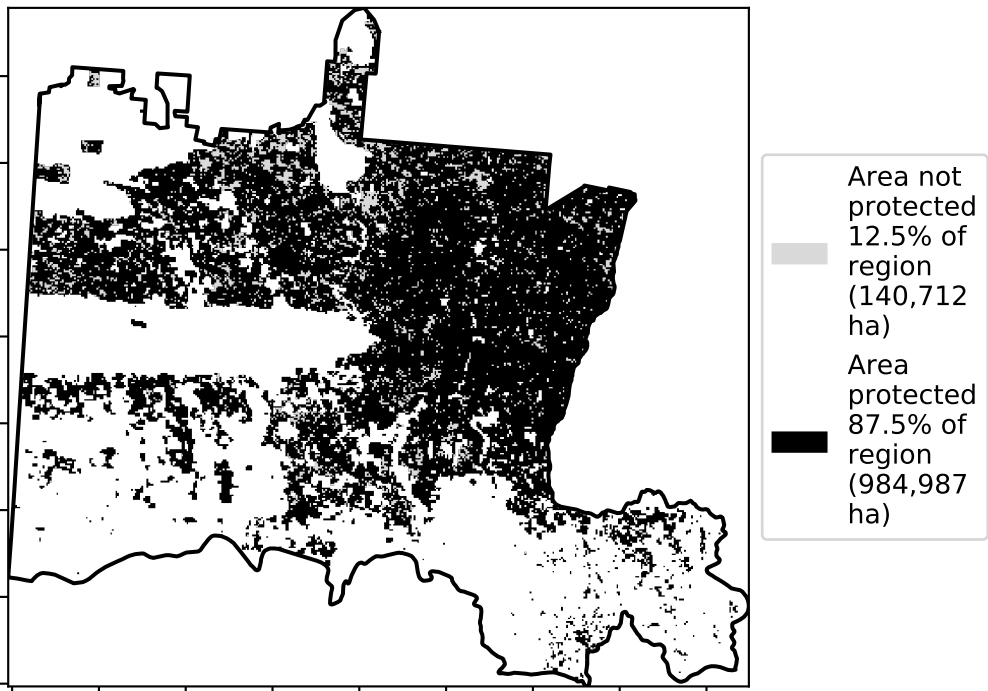 Area not
protected
12.5% of
region
(140,712
ha)
Area
protected
87.5% of
region
(984,987
ha)